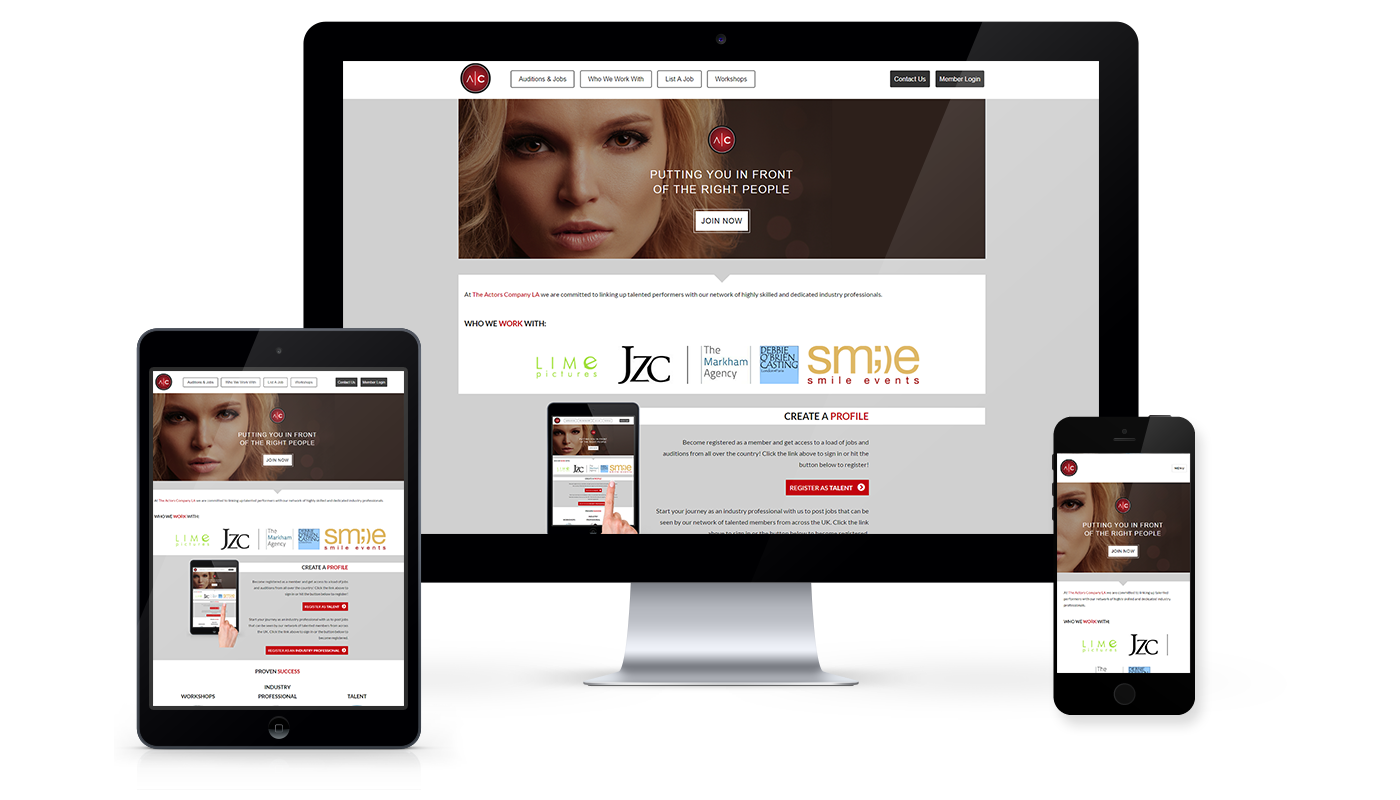 A|C
Auditions & Jobs
Who We Work With
List A Job
Workshops
Contact Us
Member Login
A|C
PUTTING YOU IN FRONT
OF THE RIGHT PEOPLE
JOIN NOW
At The Actors Company LA we are committed to linking up talented performers with our network of highly skilled and dedicated industry professionals.
WHO WE WORK WITH:
LIME
pictures
JZC
The
Markham
Agency
DEBBIE
O'BRIEN
CASTING
sm;)e
smile events
CREATE A PROFILE
Become registered as a member and get access to a load of jobs and
auditions from all over the country! Click the link above to sign in or hit the
button below to register!
REGISTER AS TALENT
Start your journey as an industry professional with us to post jobs that can be
seen by our network of talented members from across the UK. Click the link
above to sign in or the button below to become registered.
A|C
Auditions & Jobs
Who We Work With
List A Job
Workshops
Contact Us
Member Login
A|C
PUTTING YOU IN FRONT
OF THE RIGHT PEOPLE
JOIN NOW
At The Actors Company LA we are committed to linking up talented performers with our network of highly skilled and dedicated industry professionals.
WHO WE WORK WITH:
LIME
pictures
JZC
The
Markham
Agency
DEBBIE
O'BRIEN
CASTING
sm;)e
smile events
CREATE A PROFILE
Become registered as a member and get access to a load of jobs
and auditions from all over the country! Click the link above to
sign in or hit the button below to register!
REGISTER AS TALENT
Start your journey as an industry professional with us to post jobs
that can be seen by our network of talented members from across
the UK. Click the link above to sign in or the button below to
become registered.
REGISTER AS AN INDUSTRY PROFESSIONAL
PROVEN SUCCESS
WORKSHOPS
INDUSTRY
PROFESSIONAL
TALENT
A|C
MENU
A|C
PUTTING YOU IN FRONT
OF THE RIGHT PEOPLE
JOIN NOW
At The Actors Company LA we are committed to linking up talented
performers with our network of highly skilled and dedicated industry
professionals.
WHO WE WORK WITH:
LIME
pictures
JZC
The
DEBBIE